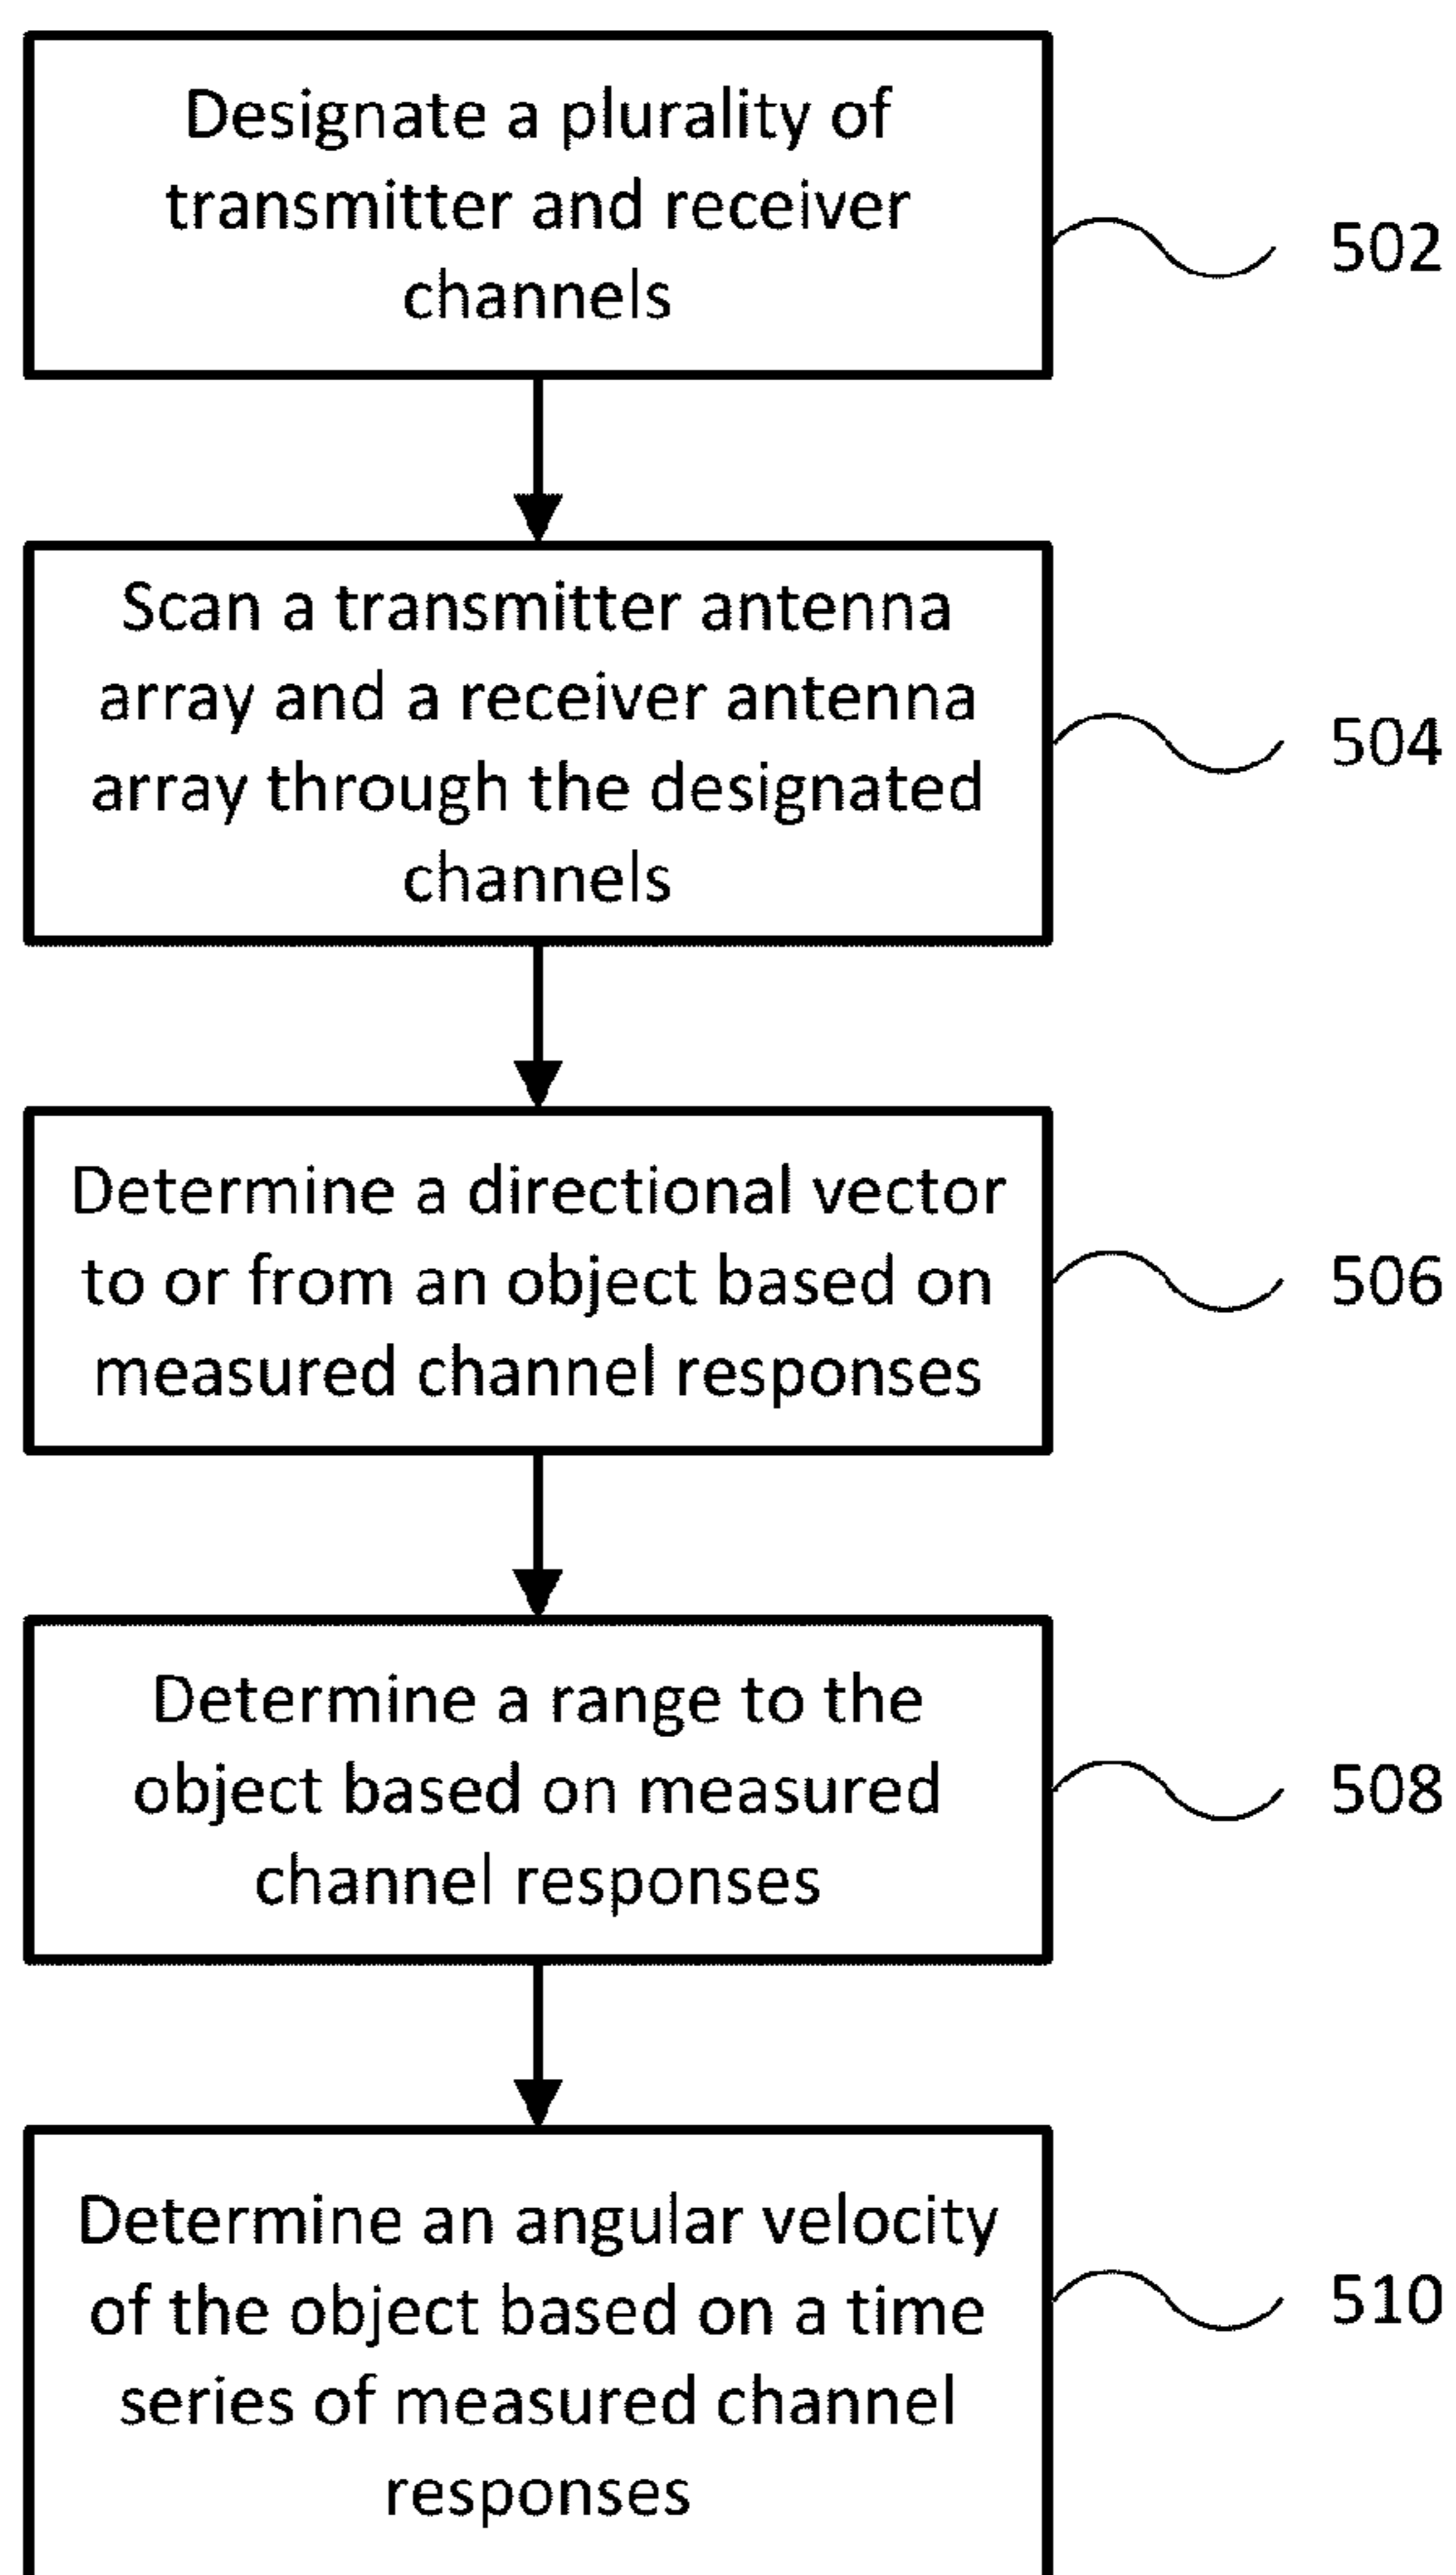 Designate a plurality of
transmitter and receiver
channels
502
Scan a transmitter antenna
array and a receiver antenna
array through the designated
channels
504
Determine a directional vector
to or from an object based on
measured channel responses
506
Determine a range to the
object based on measured
channel responses
508
Determine an angular velocity
of the object based on a time
series of measured channel
responses
510